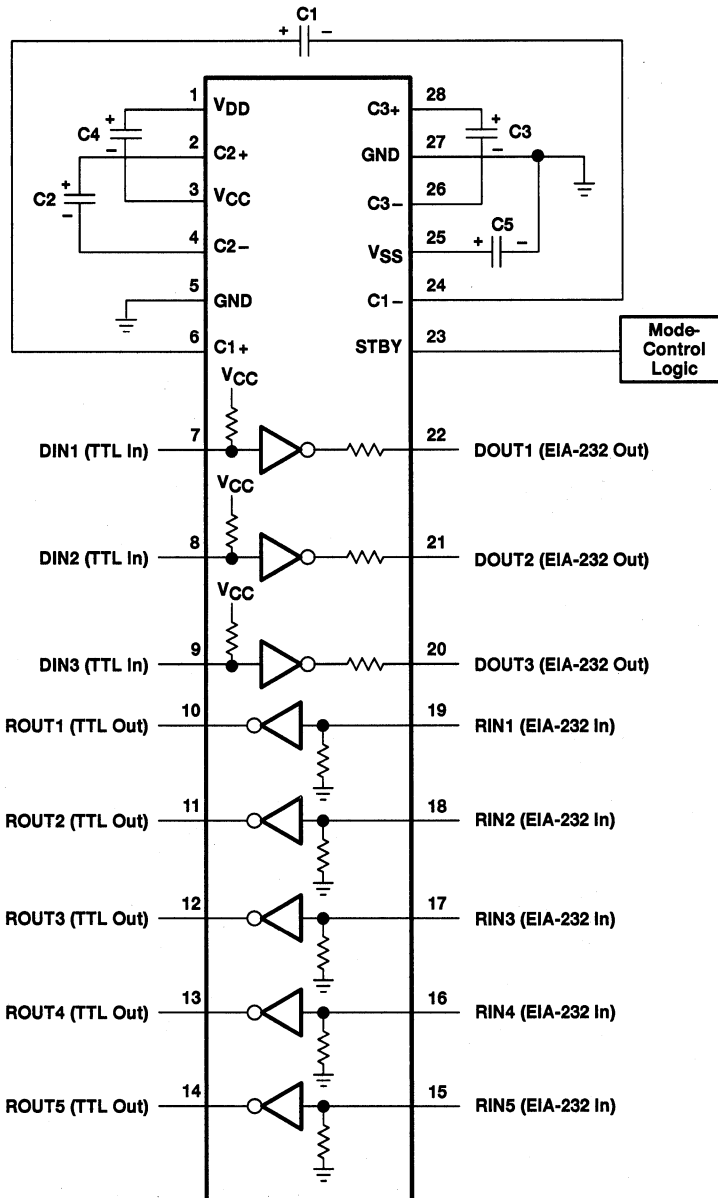 C1
+ −
1 VDD C3+ 28
+ C4 − + C3 −
2 C2+ GND 27
+ C2 −
3 VCC C3− 26
C5
4 C2− VSS 25 + −
5 GND C1− 24
6 C1+ STBY 23
Mode-
Control
Logic
VCC
DIN1 (TTL In) 7 22 DOUT1 (EIA-232 Out)
VCC
DIN2 (TTL In) 8 21 DOUT2 (EIA-232 Out)
VCC
DIN3 (TTL In) 9 20 DOUT3 (EIA-232 Out)
ROUT1 (TTL Out) 10 19 RIN1 (EIA-232 In)
ROUT2 (TTL Out) 11 18 RIN2 (EIA-232 In)
ROUT3 (TTL Out) 12 17 RIN3 (EIA-232 In)
ROUT4 (TTL Out) 13 16 RIN4 (EIA-232 In)
ROUT5 (TTL Out) 14 15 RIN5 (EIA-232 In)